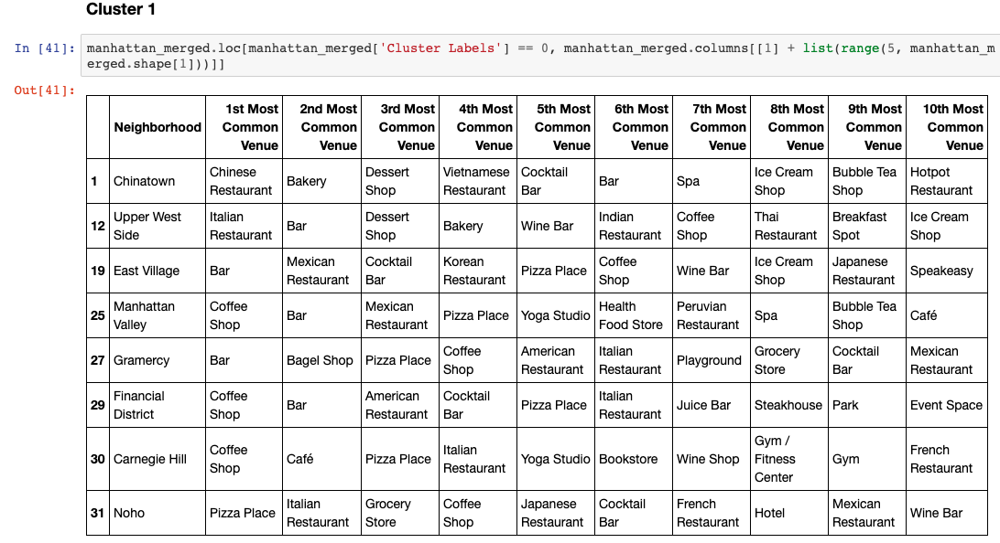 Cluster 1
In [41]: manhattan_merged.loc[manhattan_merged['Cluster Labels'] == 0, manhattan_merged.columns[[1] + list(range(5, manhattan_m
erged.shape[1]))]]
Out[41]:
Neighborhood 1st Most Common Venue 2nd Most Common Venue 3rd Most Common Venue 4th Most Common Venue 5th Most Common Venue 6th Most Common Venue 7th Most Common Venue 8th Most Common Venue 9th Most Common Venue 10th Most Common Venue
1 Chinatown Chinese Restaurant Bakery Dessert Shop Vietnamese Restaurant Cocktail Bar Bar Spa Ice Cream Shop Bubble Tea Shop Hotpot Restaurant
12 Upper West Side Italian Restaurant Bar Dessert Shop Bakery Wine Bar Indian Restaurant Coffee Shop Thai Restaurant Breakfast Spot Ice Cream Shop
19 East Village Bar Mexican Restaurant Cocktail Bar Korean Restaurant Pizza Place Coffee Shop Wine Bar Ice Cream Shop Japanese Restaurant Speakeasy
25 Manhattan Valley Coffee Shop Bar Mexican Restaurant Pizza Place Yoga Studio Health Food Store Peruvian Restaurant Spa Bubble Tea Shop Café
27 Gramercy Bar Bagel Shop Pizza Place Coffee Shop American Restaurant Italian Restaurant Playground Grocery Store Cocktail Bar Mexican Restaurant
29 Financial District Coffee Shop Bar American Restaurant Cocktail Bar Pizza Place Italian Restaurant Juice Bar Steakhouse Park Event Space
30 Carnegie Hill Coffee Shop Café Pizza Place Italian Restaurant Yoga Studio Bookstore Wine Shop Gym / Fitness Center Gym French Restaurant
31 Noho Pizza Place Italian Restaurant Grocery Store Coffee Shop Japanese Restaurant Cocktail Bar French Restaurant Hotel Mexican Restaurant Wine Bar